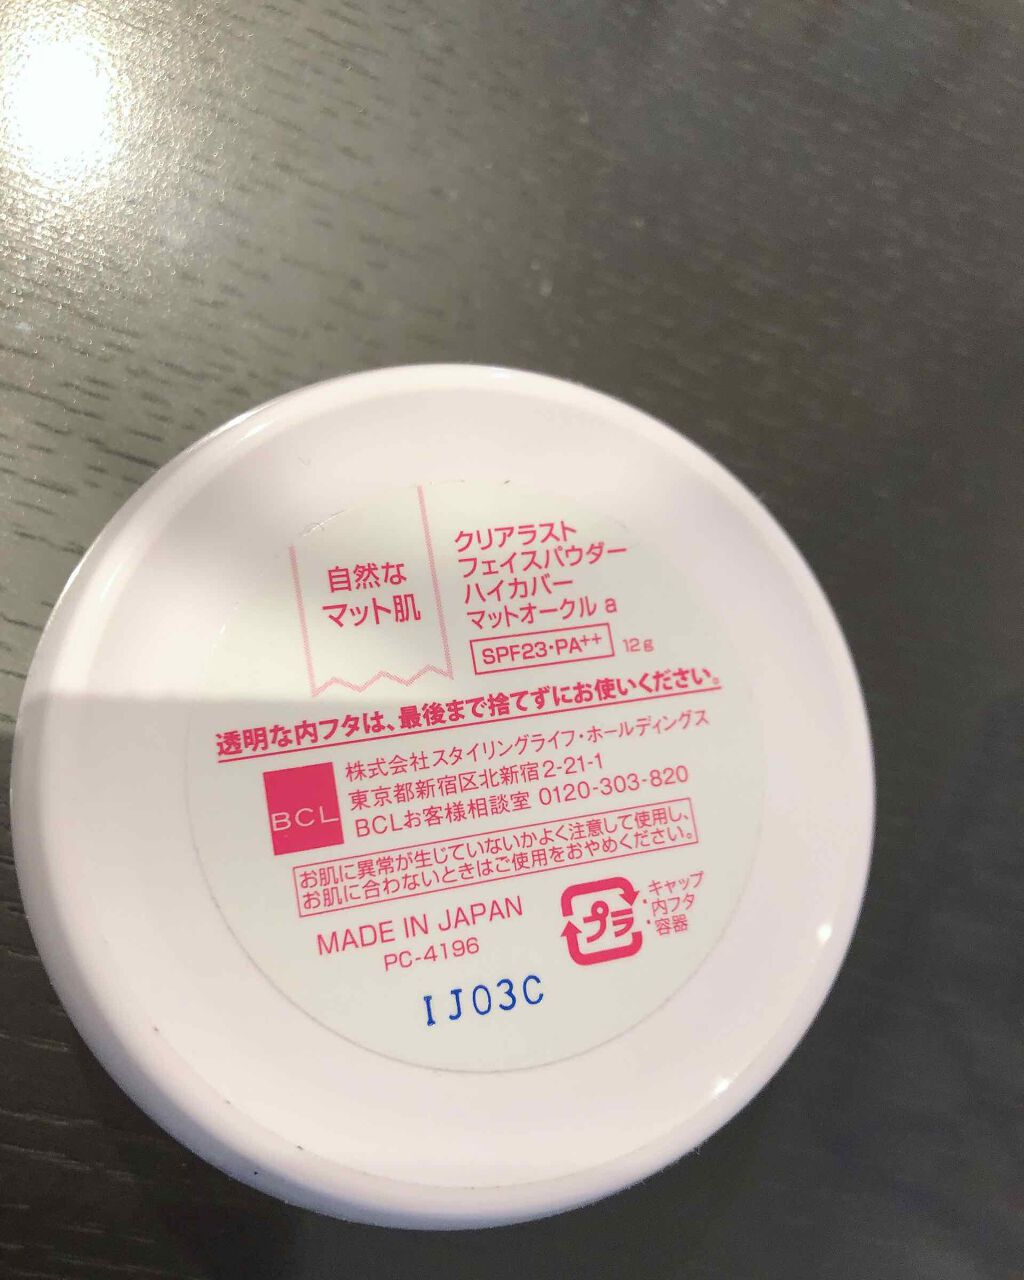 自然な
マット肌
クリアラスト
フェイスパウダー
ハイカバー
マットオークル a
SPF23・PA++ 12g
透明な内フタは、最後まで捨てずにお使いください。
BCL
株式会社スタイリングライフ・ホールディングス
東京都新宿区北新宿2-21-1
BCLお客様相談室 0120-303-820
お肌に異常が生じていないかよく注意して使用し、
お肌に合わないときはご使用をおやめください。
MADE IN JAPAN
PC-4196
プラ
・キャップ
・内フタ
・容器
IJ03C